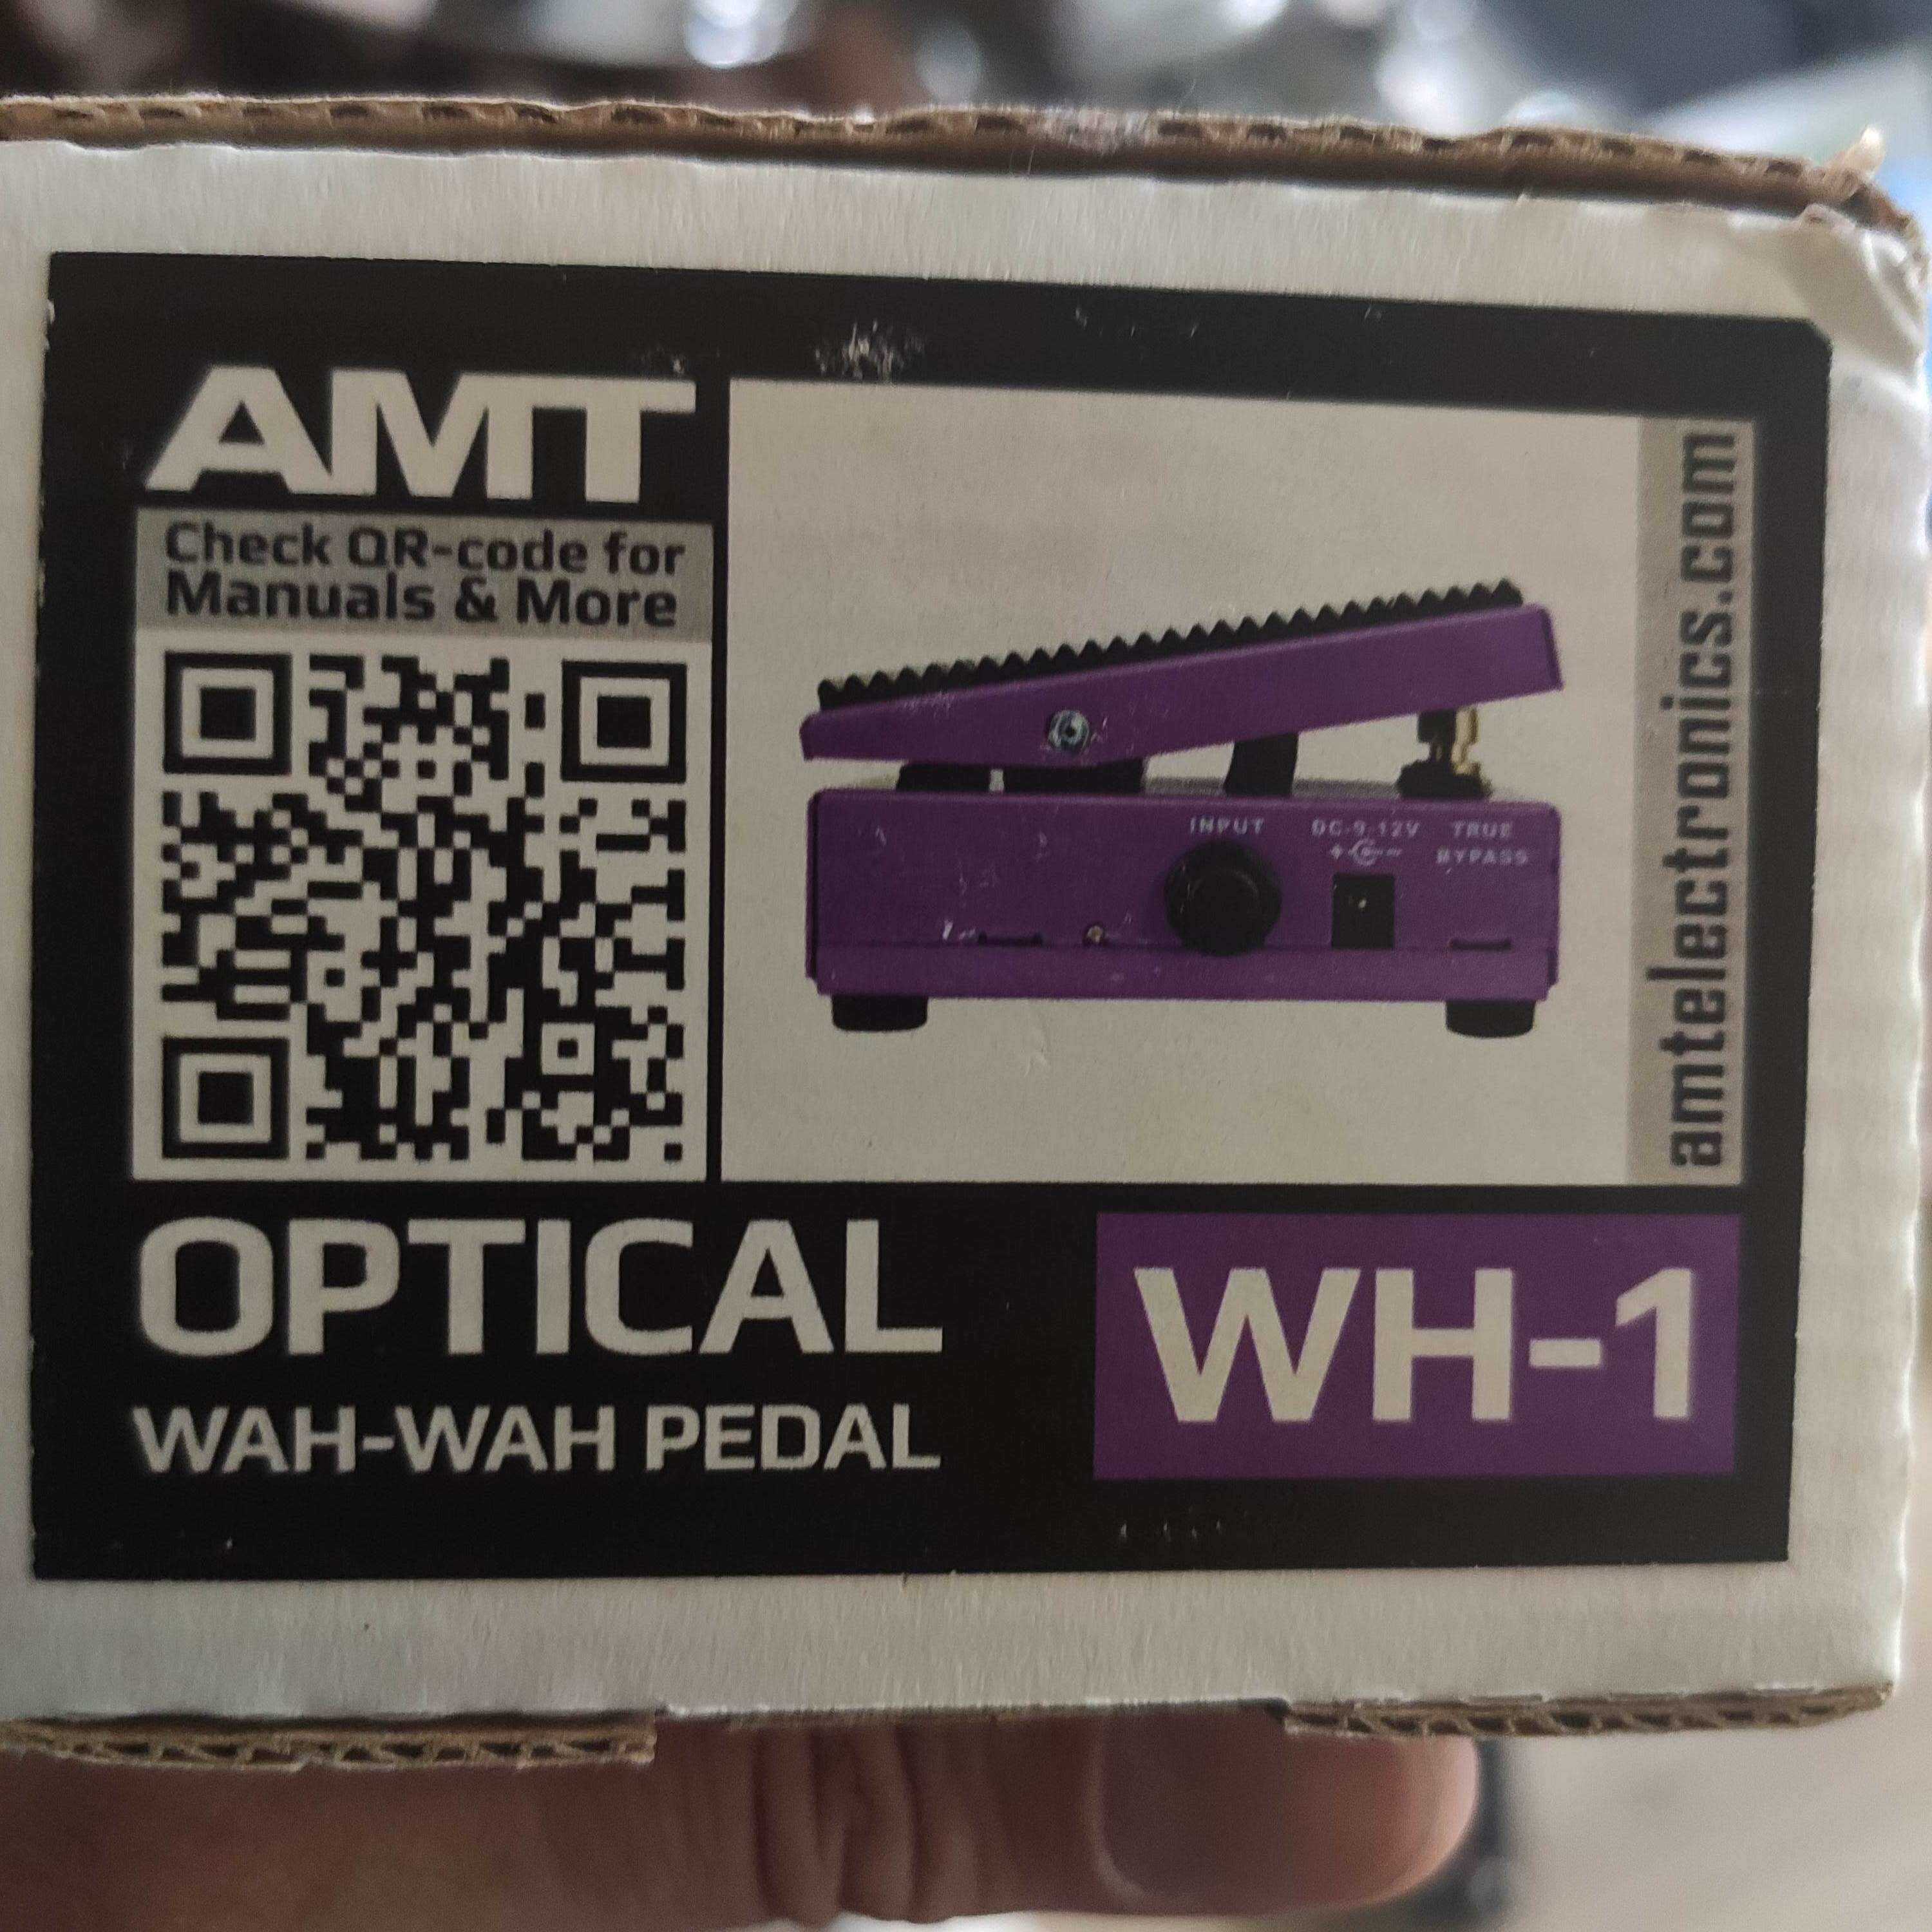 AMT
Check QR-code for
Manuals & More
INPUT
DC-9-12V
TRUE
BYPASS
amtelectronics.com
OPTICAL
WAH-WAH PEDAL
WH-1